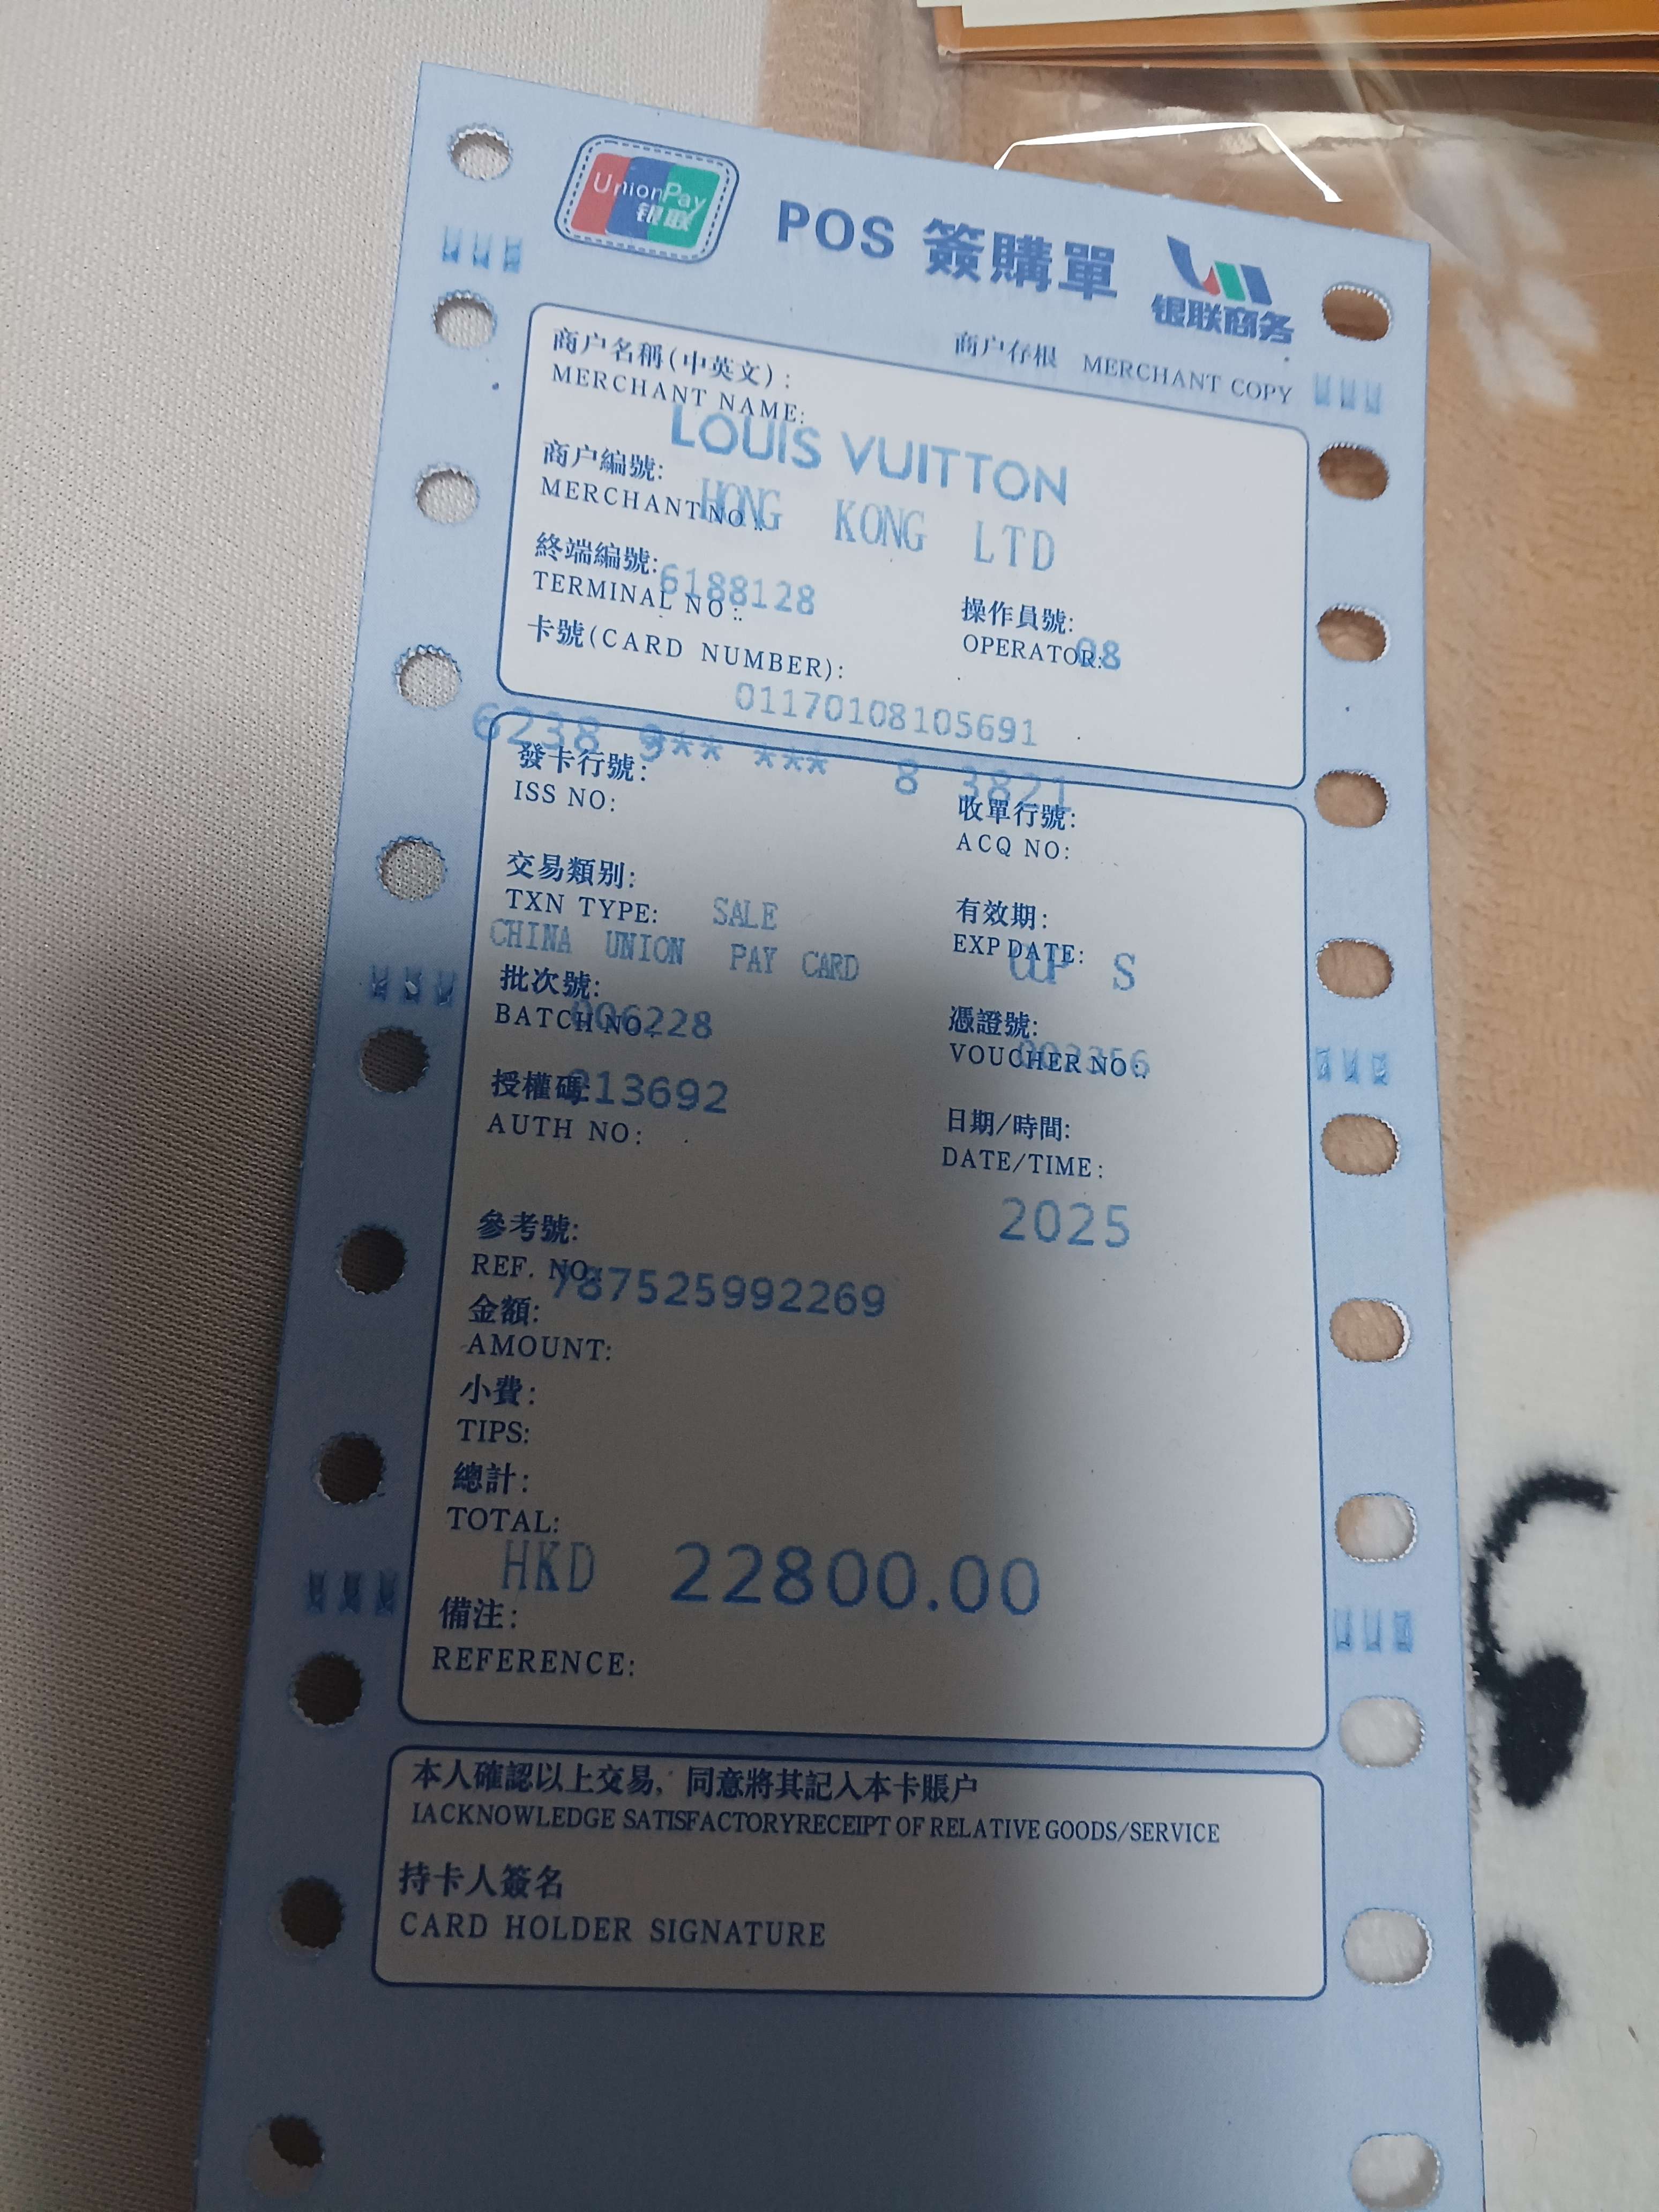 UnionPay
银联
POS 簽購單
银联商务
商户存根 MERCHANT COPY
商户名稱(中英文):
MERCHANT NAME:
LOUIS VUITTON
商户編號:
MERCHANT NO.:
HONG KONG LTD
終端編號:
6188128
TERMINAL NO.:
操作員號:
OPERATOR: 08
卡號(CARD NUMBER):
01170108105691
6238 9** *** 8 3821
發卡行號:
ISS NO:
收單行號:
ACQ NO:
交易類别:
TXN TYPE: SALE
有效期:
EXP DATE: CUP S
CHINA UNION PAY CARD
批次號:
BATCH NO.: 006228
憑證號:
VOUCHER NO.: 003356
授權碼: 013692
AUTH NO:
日期/時間:
DATE/TIME:
2025
參考號:
REF. NO.: 787525992269
金額:
AMOUNT:
小費:
TIPS:
總計:
TOTAL:
HKD 22800.00
備注:
REFERENCE:
本人確認以上交易, 同意將其記入本卡賬户
IACKNOWLEDGE SATISFACTORYRECEIPT OF RELATIVE GOODS/SERVICE
持卡人簽名
CARD HOLDER SIGNATURE